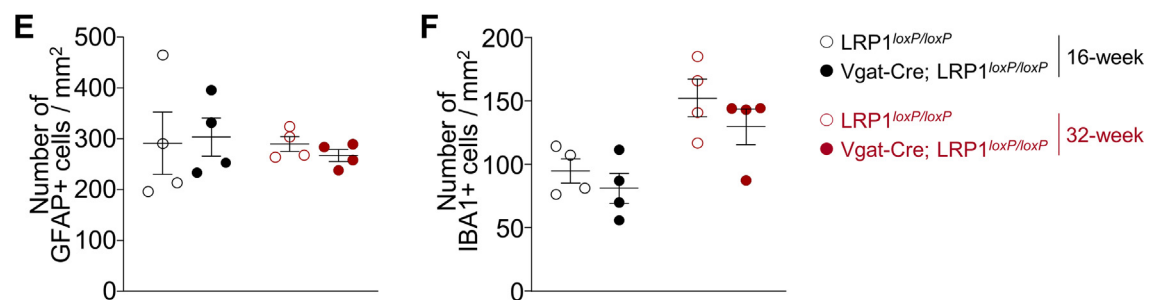 E
Number of
GFAP+ cells / mm²
500
400
300
200
100
0
F
Number of
IBA1+ cells / mm²
200
150
100
50
0
LRP1loxP/loxP
Vgat-Cre; LRP1loxP/loxP
16-week
LRP1loxP/loxP
Vgat-Cre; LRP1loxP/loxP
32-week